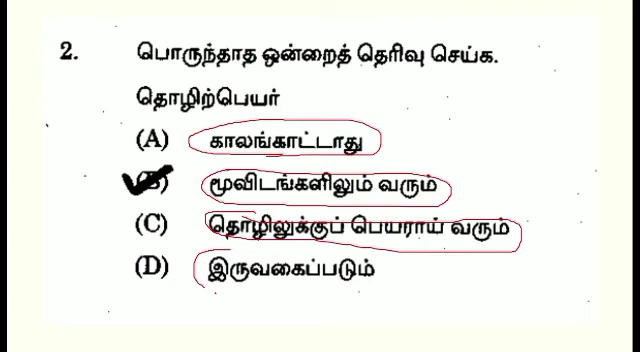 2. பொருந்தாத ஒன்றைத் தெரிவு செய்க.
தொழிற்பெயர்
(A) காலங்காட்டாது
(B) மூவிடங்களிலும் வரும்
(C) தொழிலுக்குப் பெயராய் வரும்
(D) இருவகைப்படும்